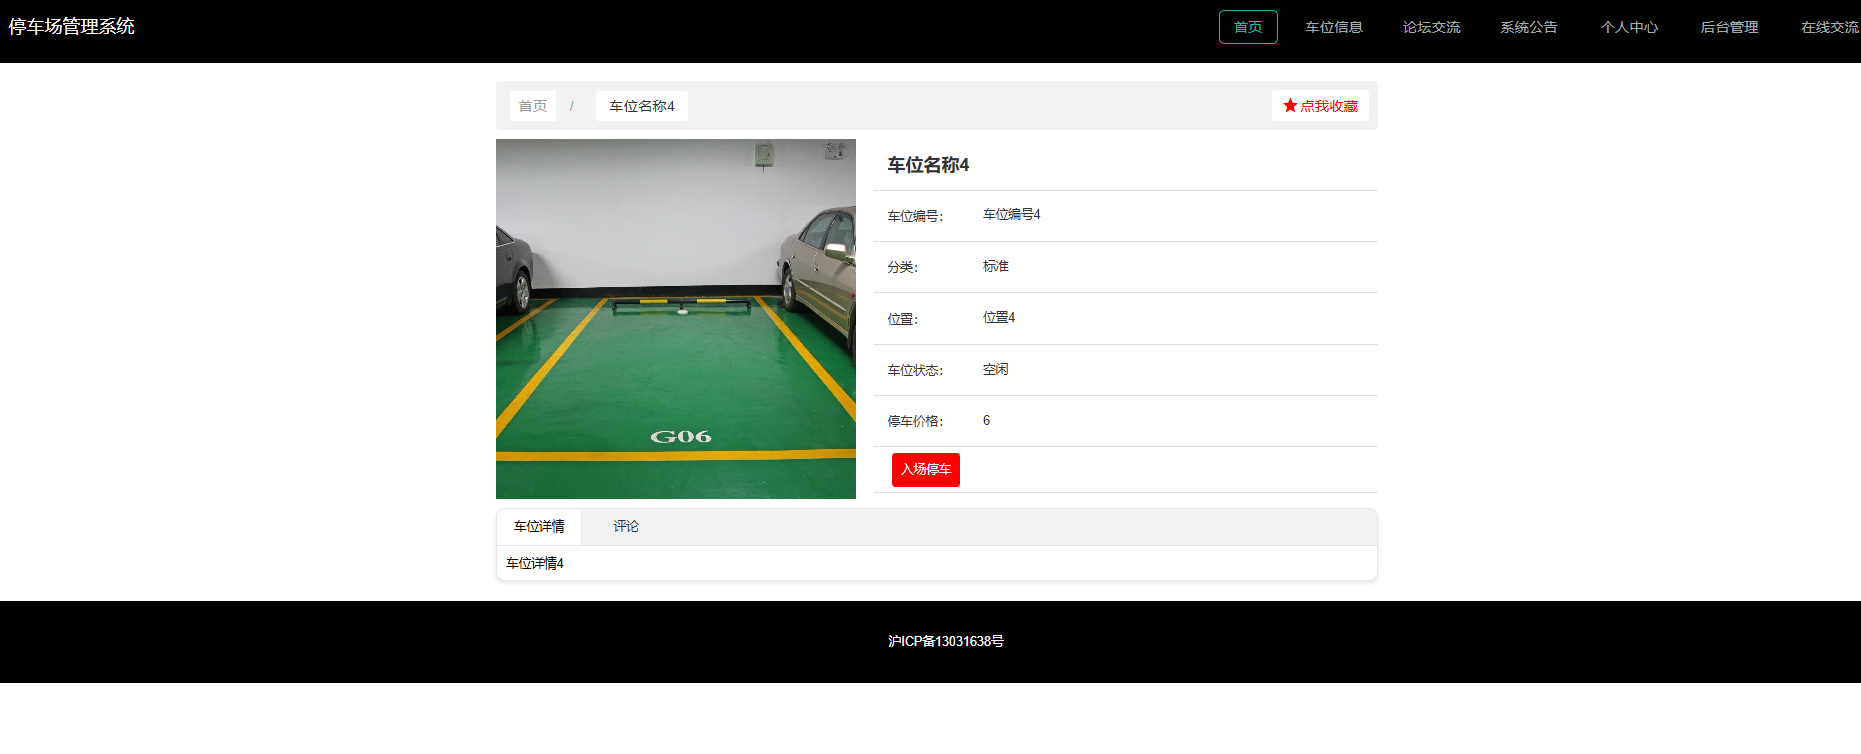 停车场管理系统
首页 车位信息 论坛交流 系统公告 个人中心 后台管理 在线交流
首页 / 车位名称4 ★ 点我收藏
车位名称4
车位编号: 车位编号4
分类: 标准
位置: 位置4
车位状态: 空闲
停车价格: 6
入场停车
G06
车位详情 评论
车位详情4
沪ICP备13031638号